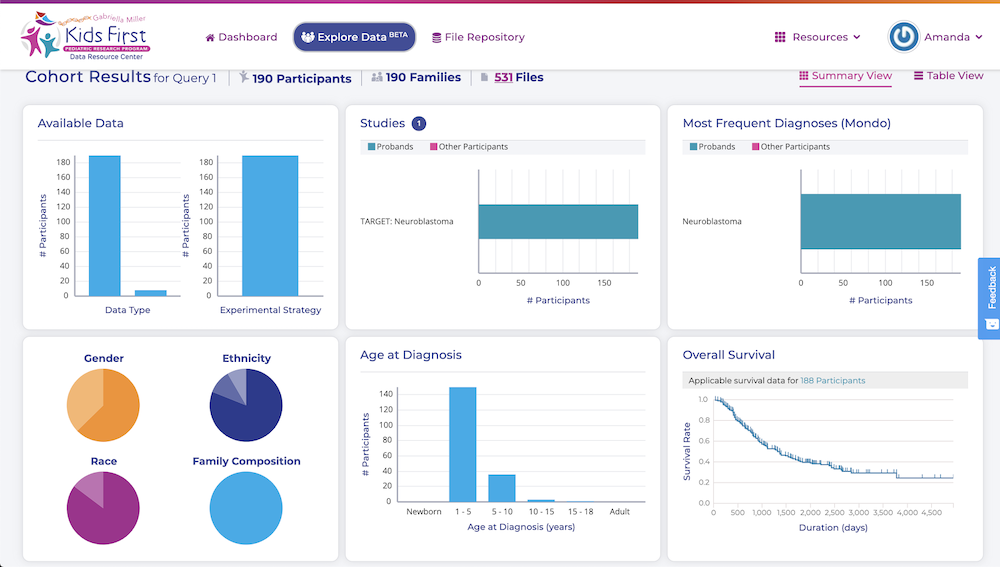 Gabriella Miller
Kids First
PEDIATRIC RESEARCH PROGRAM
Data Resource Center
Dashboard
Explore Data BETA
File Repository
Resources
Amanda
Cohort Results for Query 1
190 Participants
190 Families
531 Files
Summary View
Table View
Available Data
# Participants
180
160
140
120
100
80
60
40
20
0
Data Type
# Participants
180
160
140
120
100
80
60
40
20
0
Experimental Strategy
Studies 1
Probands Other Participants
TARGET: Neuroblastoma
0 50 100 150
# Participants
Most Frequent Diagnoses (Mondo)
Probands Other Participants
Neuroblastoma
0 50 100 150
# Participants
Feedback
Gender
Ethnicity
Race
Family Composition
Age at Diagnosis
# Participants
140
120
100
80
60
40
20
0
Newborn 1 - 5 5 - 10 10 - 15 15 - 18 Adult
Age at Diagnosis (years)
Overall Survival
Applicable survival data for 188 Participants
Survival Rate
1.0
0.8
0.6
0.4
0.2
0.0
0 500 1,000 1,500 2,000 2,500 3,000 3,500 4,000 4,500
Duration (days)